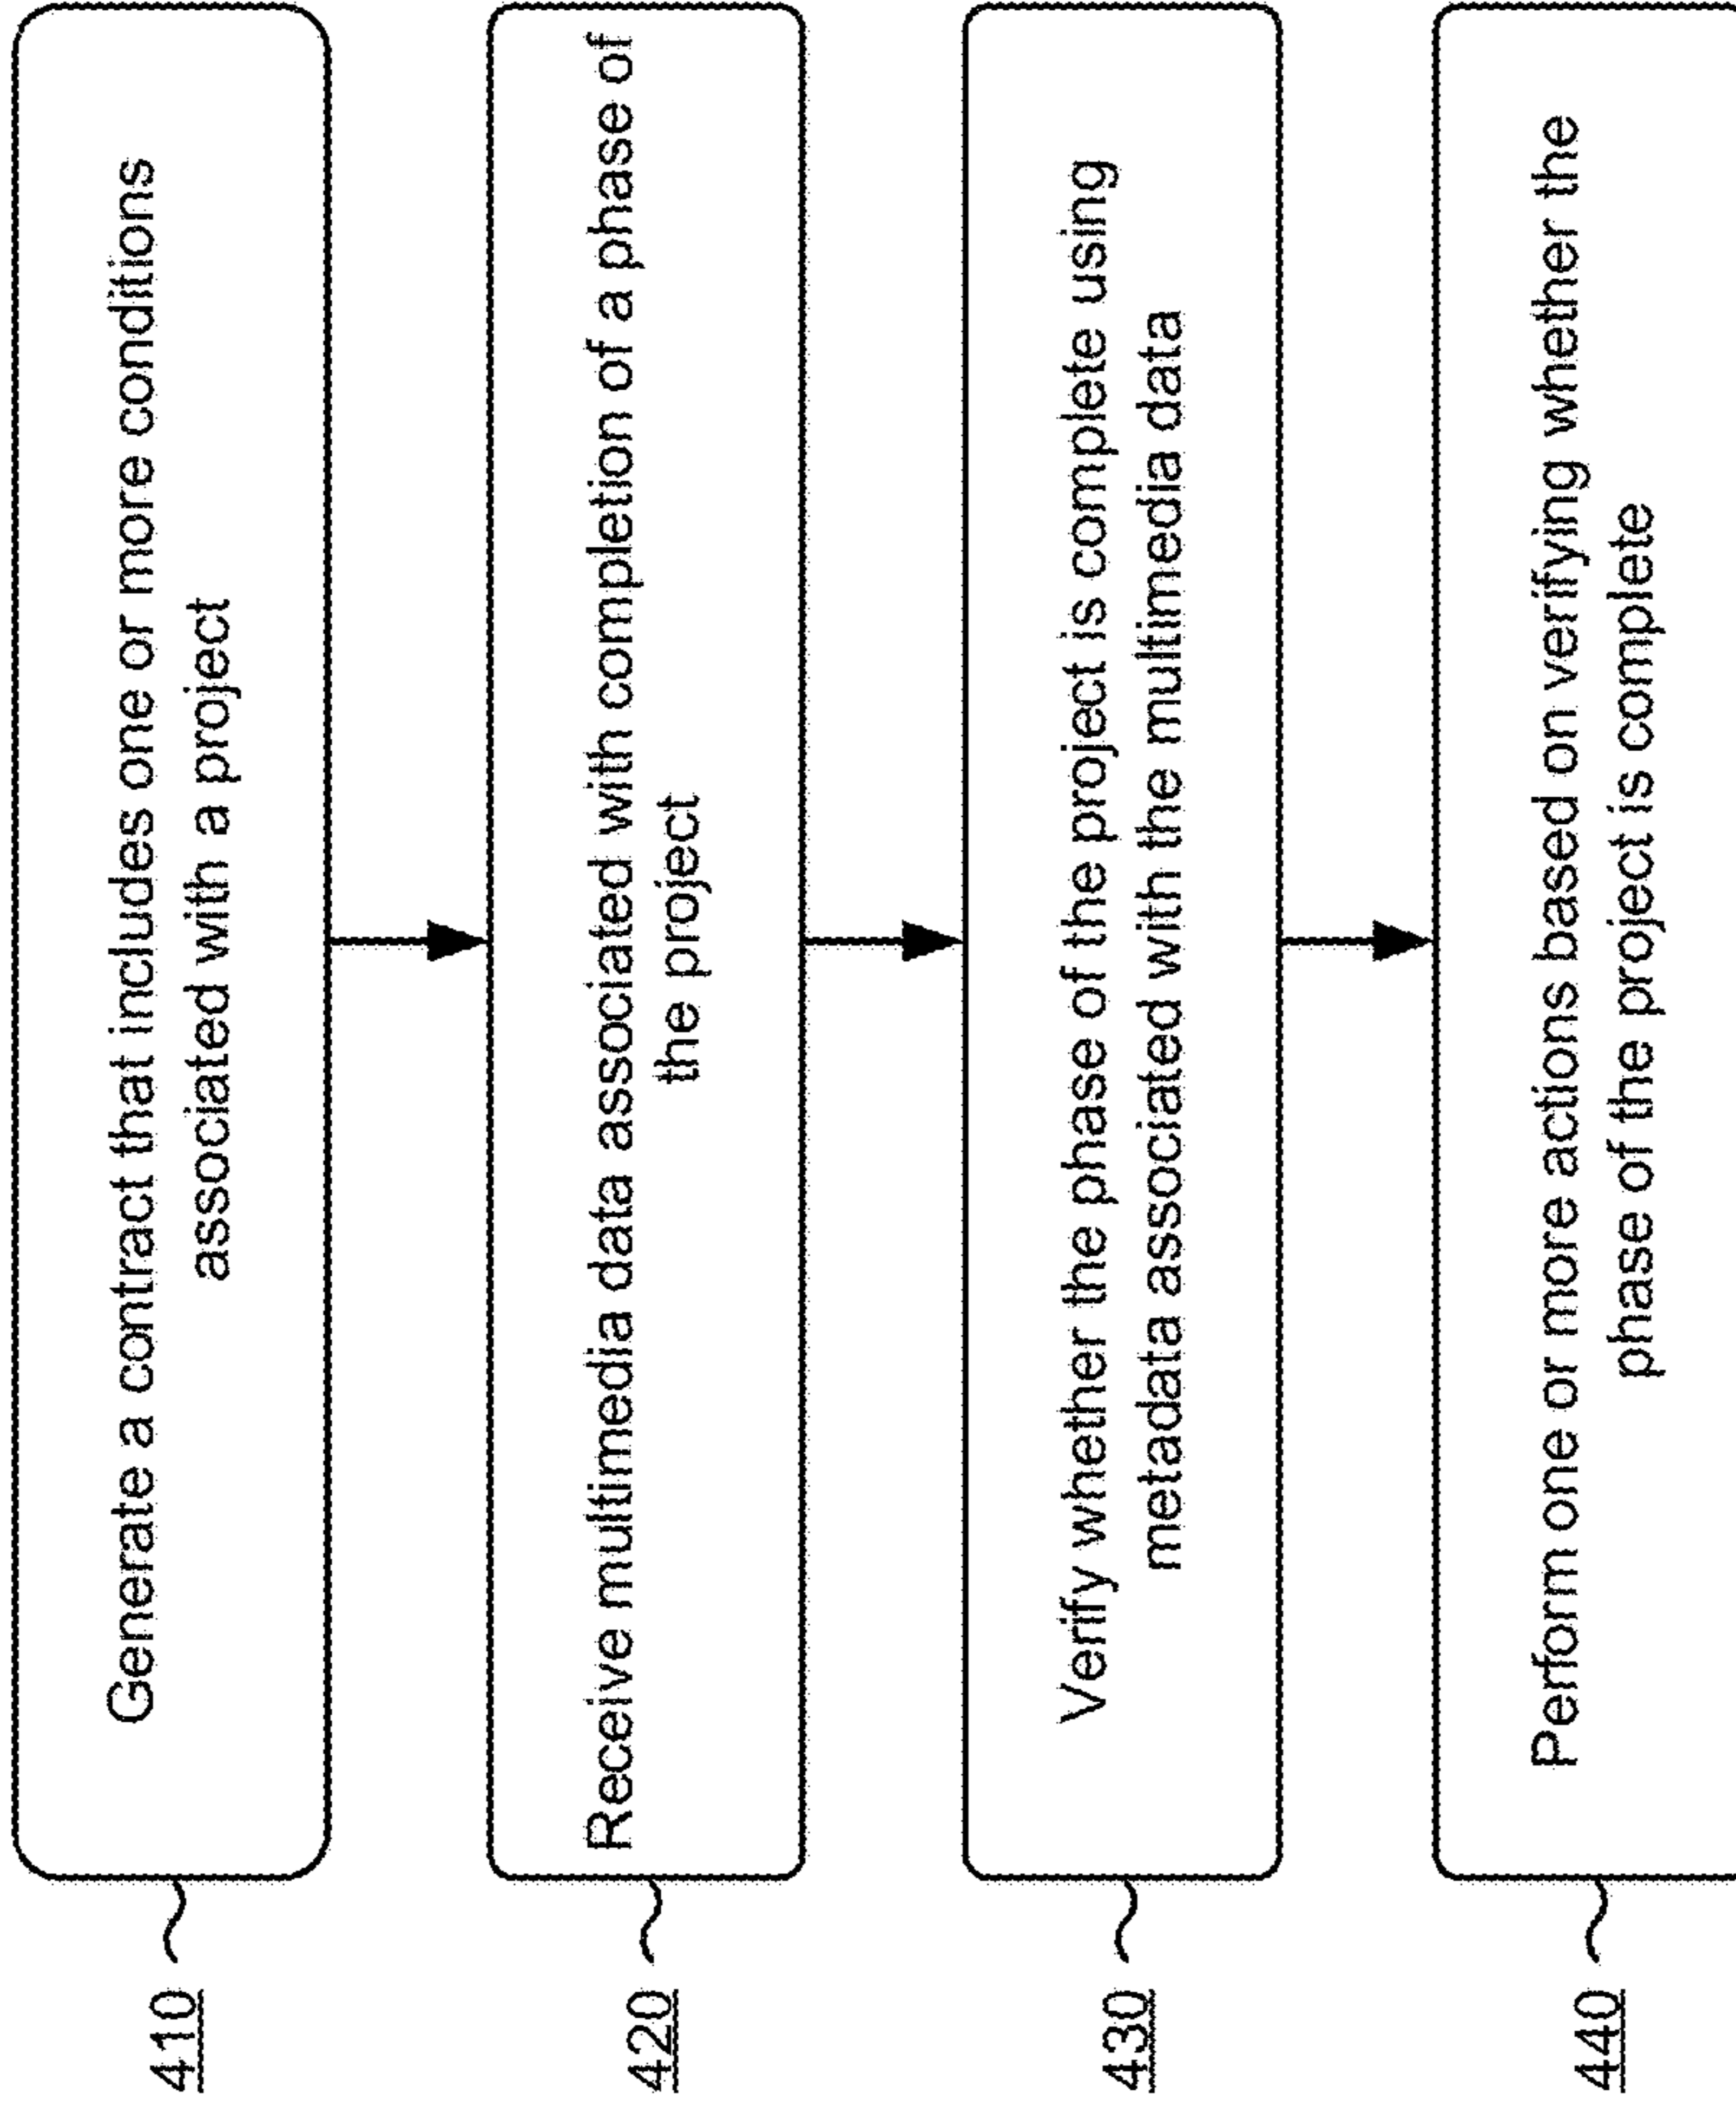 410
Generate a contract that includes one or more conditions
associated with a project
420
Receive multimedia data associated with completion of a phase of
the project
430
Verify whether the phase of the project is complete using
metadata associated with the multimedia data
440
Perform one or more actions based on verifying whether the
phase of the project is complete